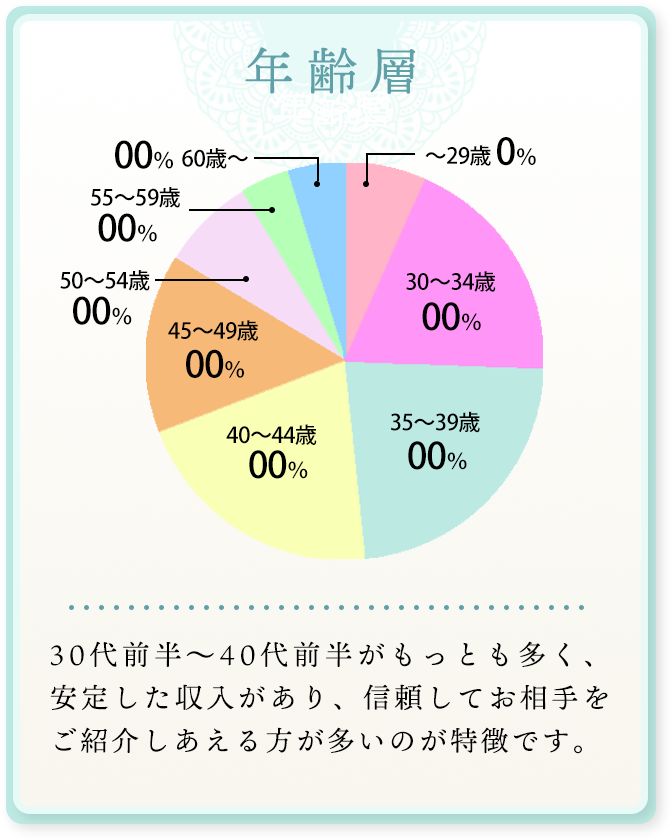 年齢層
00% 60歳〜
〜29歳 0%
55〜59歳
00%
50〜54歳
00%
30〜34歳
00%
45〜49歳
00%
35〜39歳
00%
40〜44歳
00%
30代前半〜40代前半がもっとも多く、
安定した収入があり、信頼してお相手を
ご紹介しあえる方が多いのが特徴です。